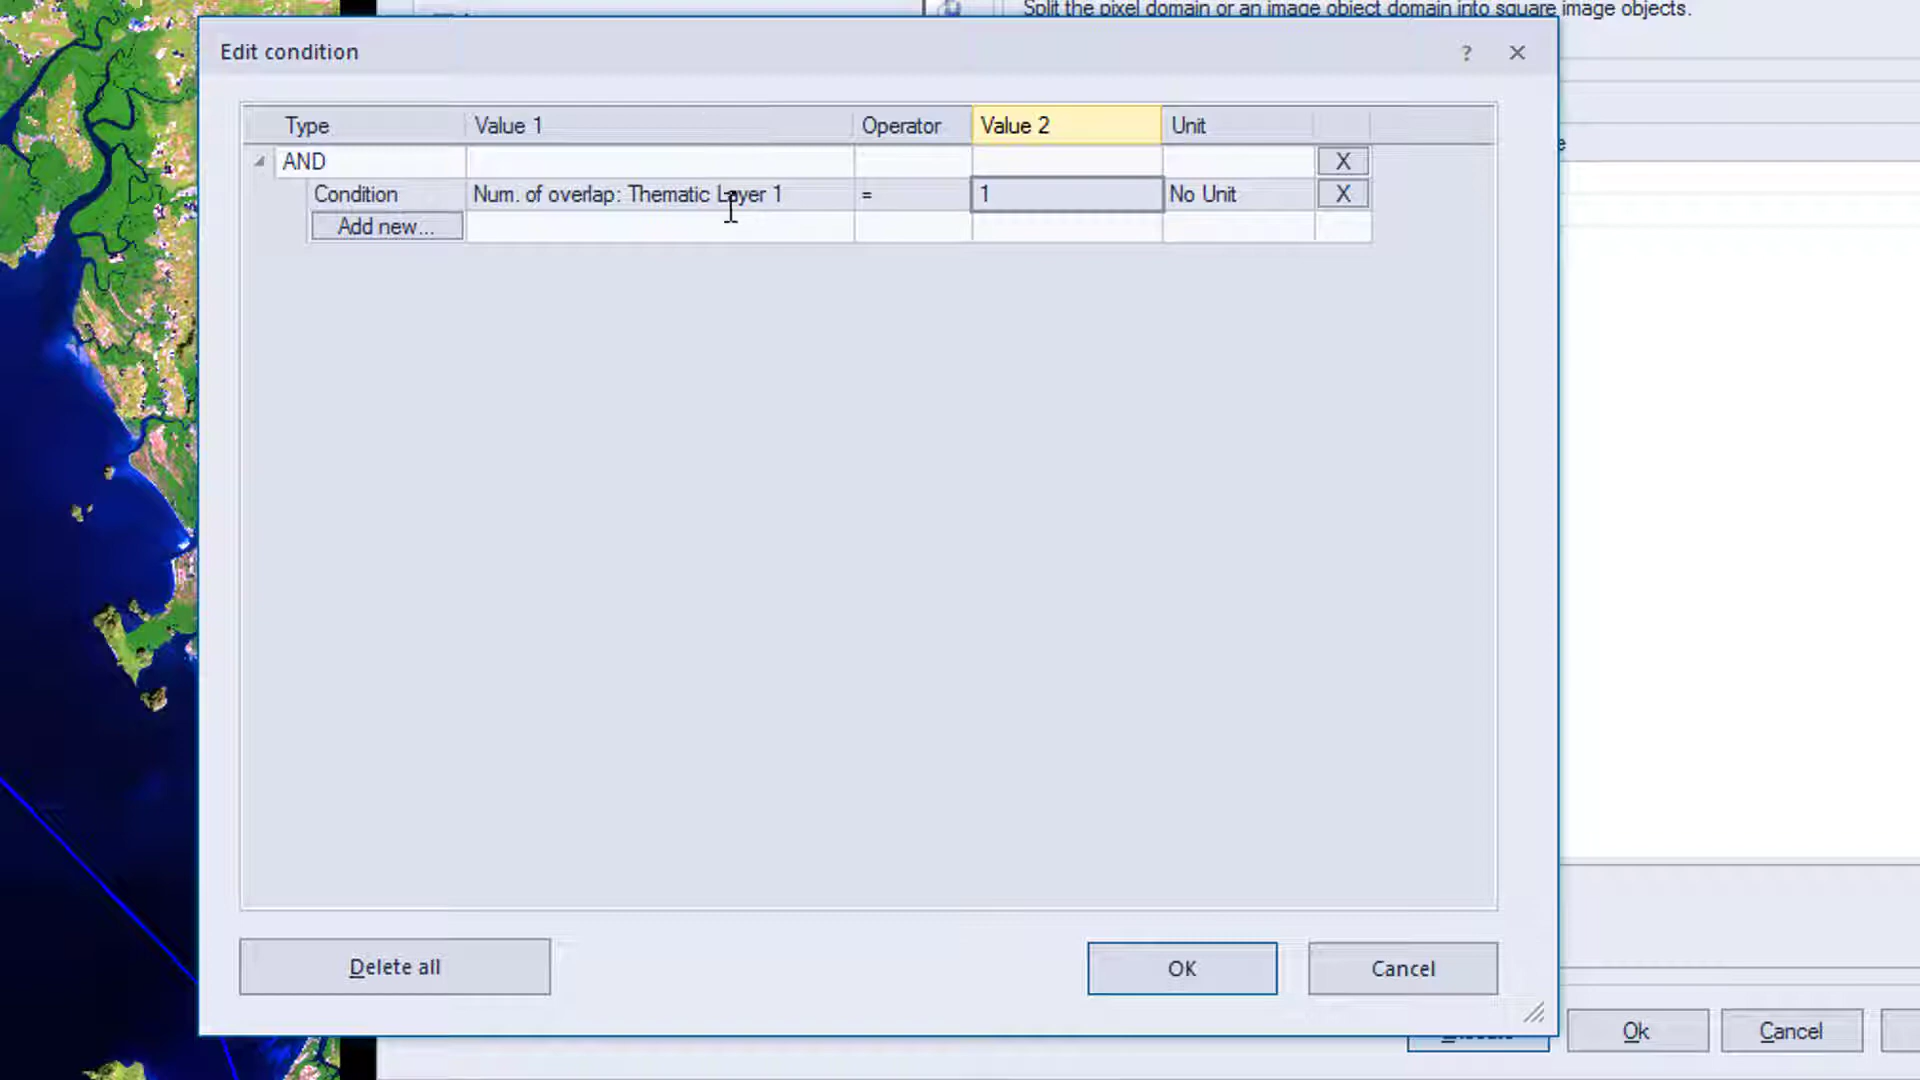 Split the pixel domain or an image object domain into square image objects.
Edit condition
?
Type Value 1 Operator Value 2 Unit
AND X
Condition Num. of overlap: Thematic Layer 1 = 1 No Unit X
Add new...
Delete all OK Cancel
Ok Cancel